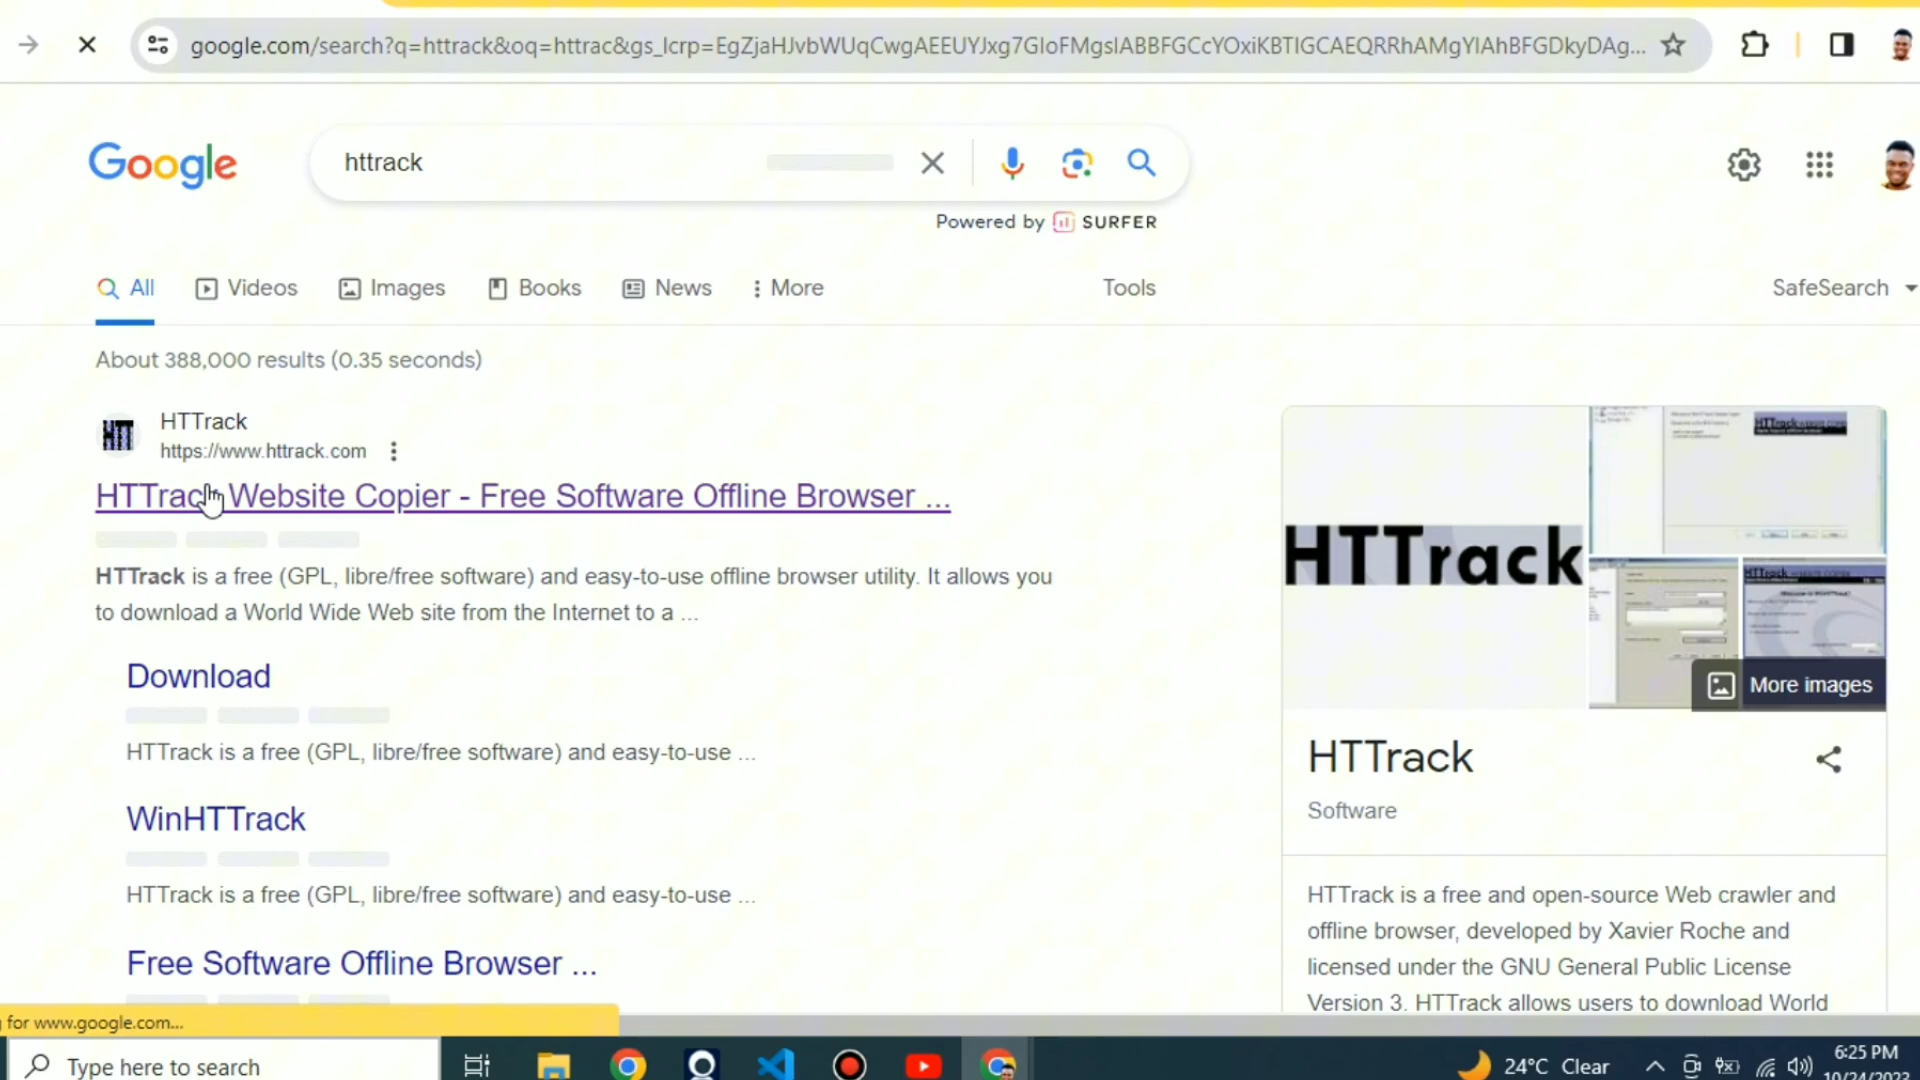 google.com/search?q=httrack&oq=httrac&gs_lcrp=EgZjaHJvbWUqCwgAEEUYJxg7GIoFMgsIABBFGCcYOxiKBTIGCAEQRRhAMgYIAhBFGDkyDAg...
Google
httrack
Powered by SURFER
All Videos Images Books News More Tools SafeSearch
About 388,000 results (0.35 seconds)
HTTrack
https://www.httrack.com
HTTrack Website Copier - Free Software Offline Browser ...
HTTrack is a free (GPL, libre/free software) and easy-to-use offline browser utility. It allows you
to download a World Wide Web site from the Internet to a ...
Download
HTTrack is a free (GPL, libre/free software) and easy-to-use ...
WinHTTrack
HTTrack is a free (GPL, libre/free software) and easy-to-use ...
Free Software Offline Browser ...
HTTrack
More images
HTTrack
Software
HTTrack is a free and open-source Web crawler and
offline browser, developed by Xavier Roche and
licensed under the GNU General Public License
Version 3. HTTrack allows users to download World
for www.google.com...
Type here to search
24°C Clear
6:25 PM
10/24/2023